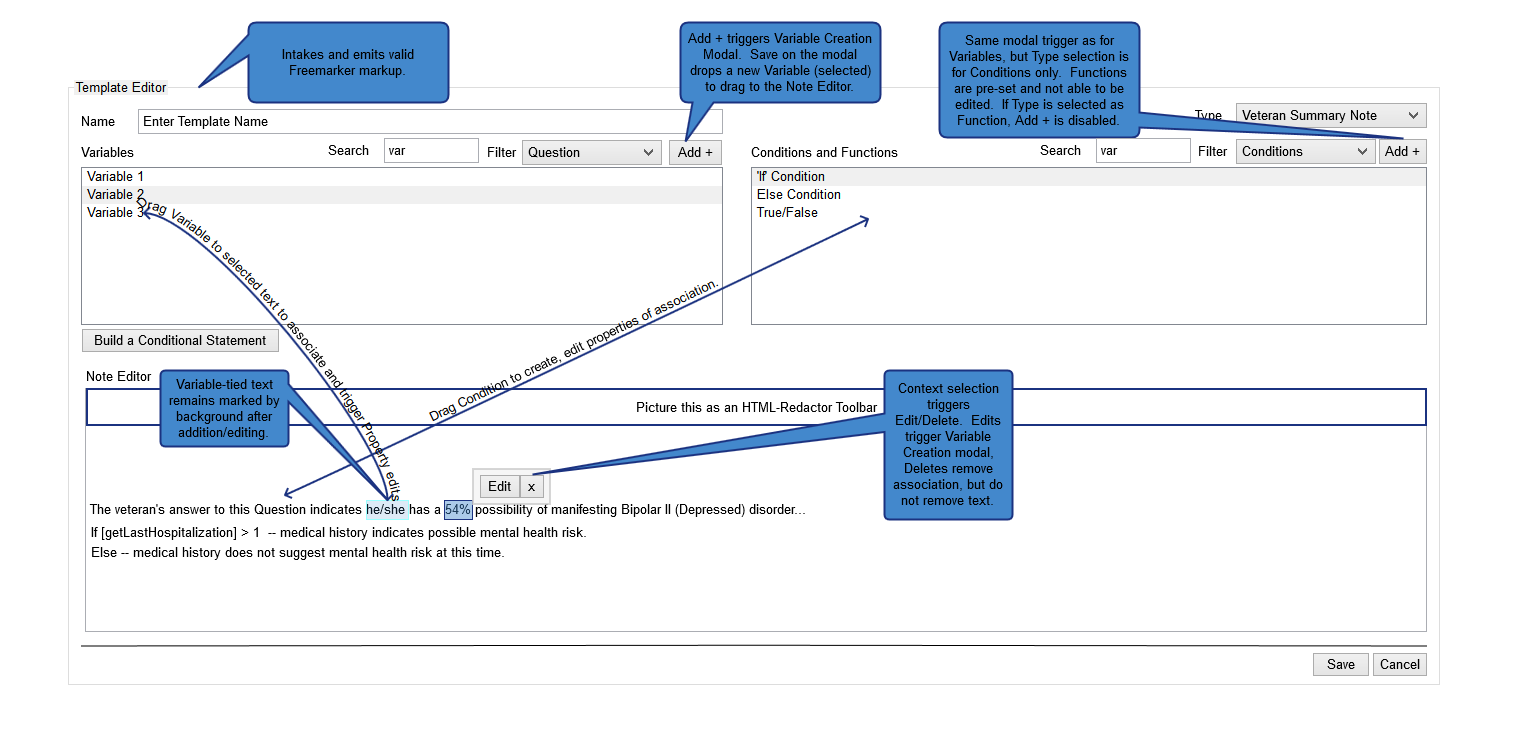 Intakes and emits valid
Freemarker markup.
Add + triggers Variable Creation
Modal.  Save on the modal
drops a new Variable (selected)
to drag to the Note Editor.
Same modal trigger as for
Variables, but Type selection is
for Conditions only.  Functions
are pre-set and not able to be
edited.  If Type is selected as
Function, Add + is disabled.
Template Editor
Name
Enter Template Name
Type
Veteran Summary Note
Variables
Search
var
Filter
Question
Add +
Conditions and Functions
Search
var
Filter
Conditions
Add +
Variable 1
Variable 2
Variable 3
'If' Condition
Else Condition
True/False
Drag Variable to selected text to associate and trigger Property edits
Drag Condition to create, edit properties of association.
Build a Conditional Statement
Note Editor
Variable-tied text
remains marked by
background after
addition/editing.
Picture this as an HTML-Redactor Toolbar
Context selection
triggers
Edit/Delete.  Edits
trigger Variable
Creation modal,
Deletes remove
association, but do
not remove text.
Edit
x
The veteran's answer to this Question indicates he/she has a 54% possibility of manifesting Bipolar II (Depressed) disorder...
If [getLastHospitalization] > 1  -- medical history indicates possible mental health risk.
Else -- medical history does not suggest mental health risk at this time.
Save
Cancel